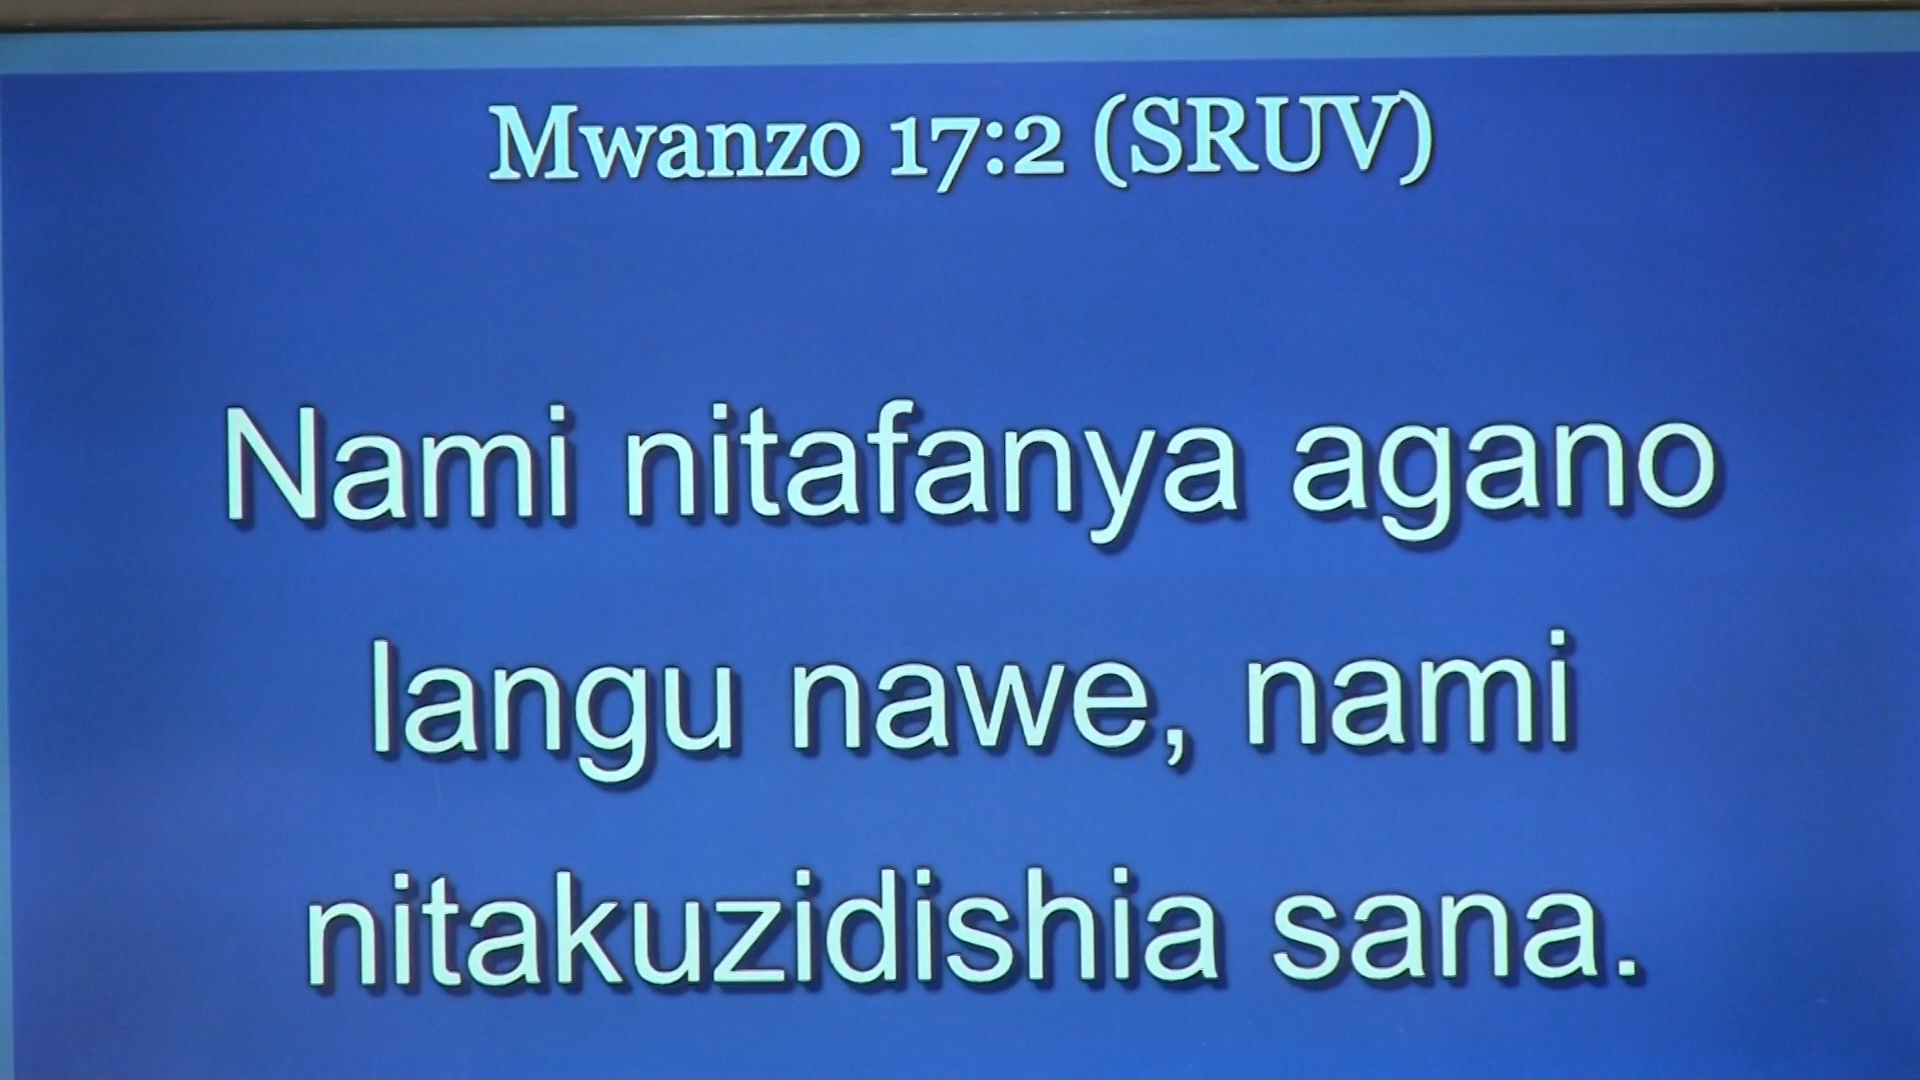 Mwanzo 17:2 (SRUV)
Nami nitafanya agano
langu nawe, nami
nitakuzidishia sana.